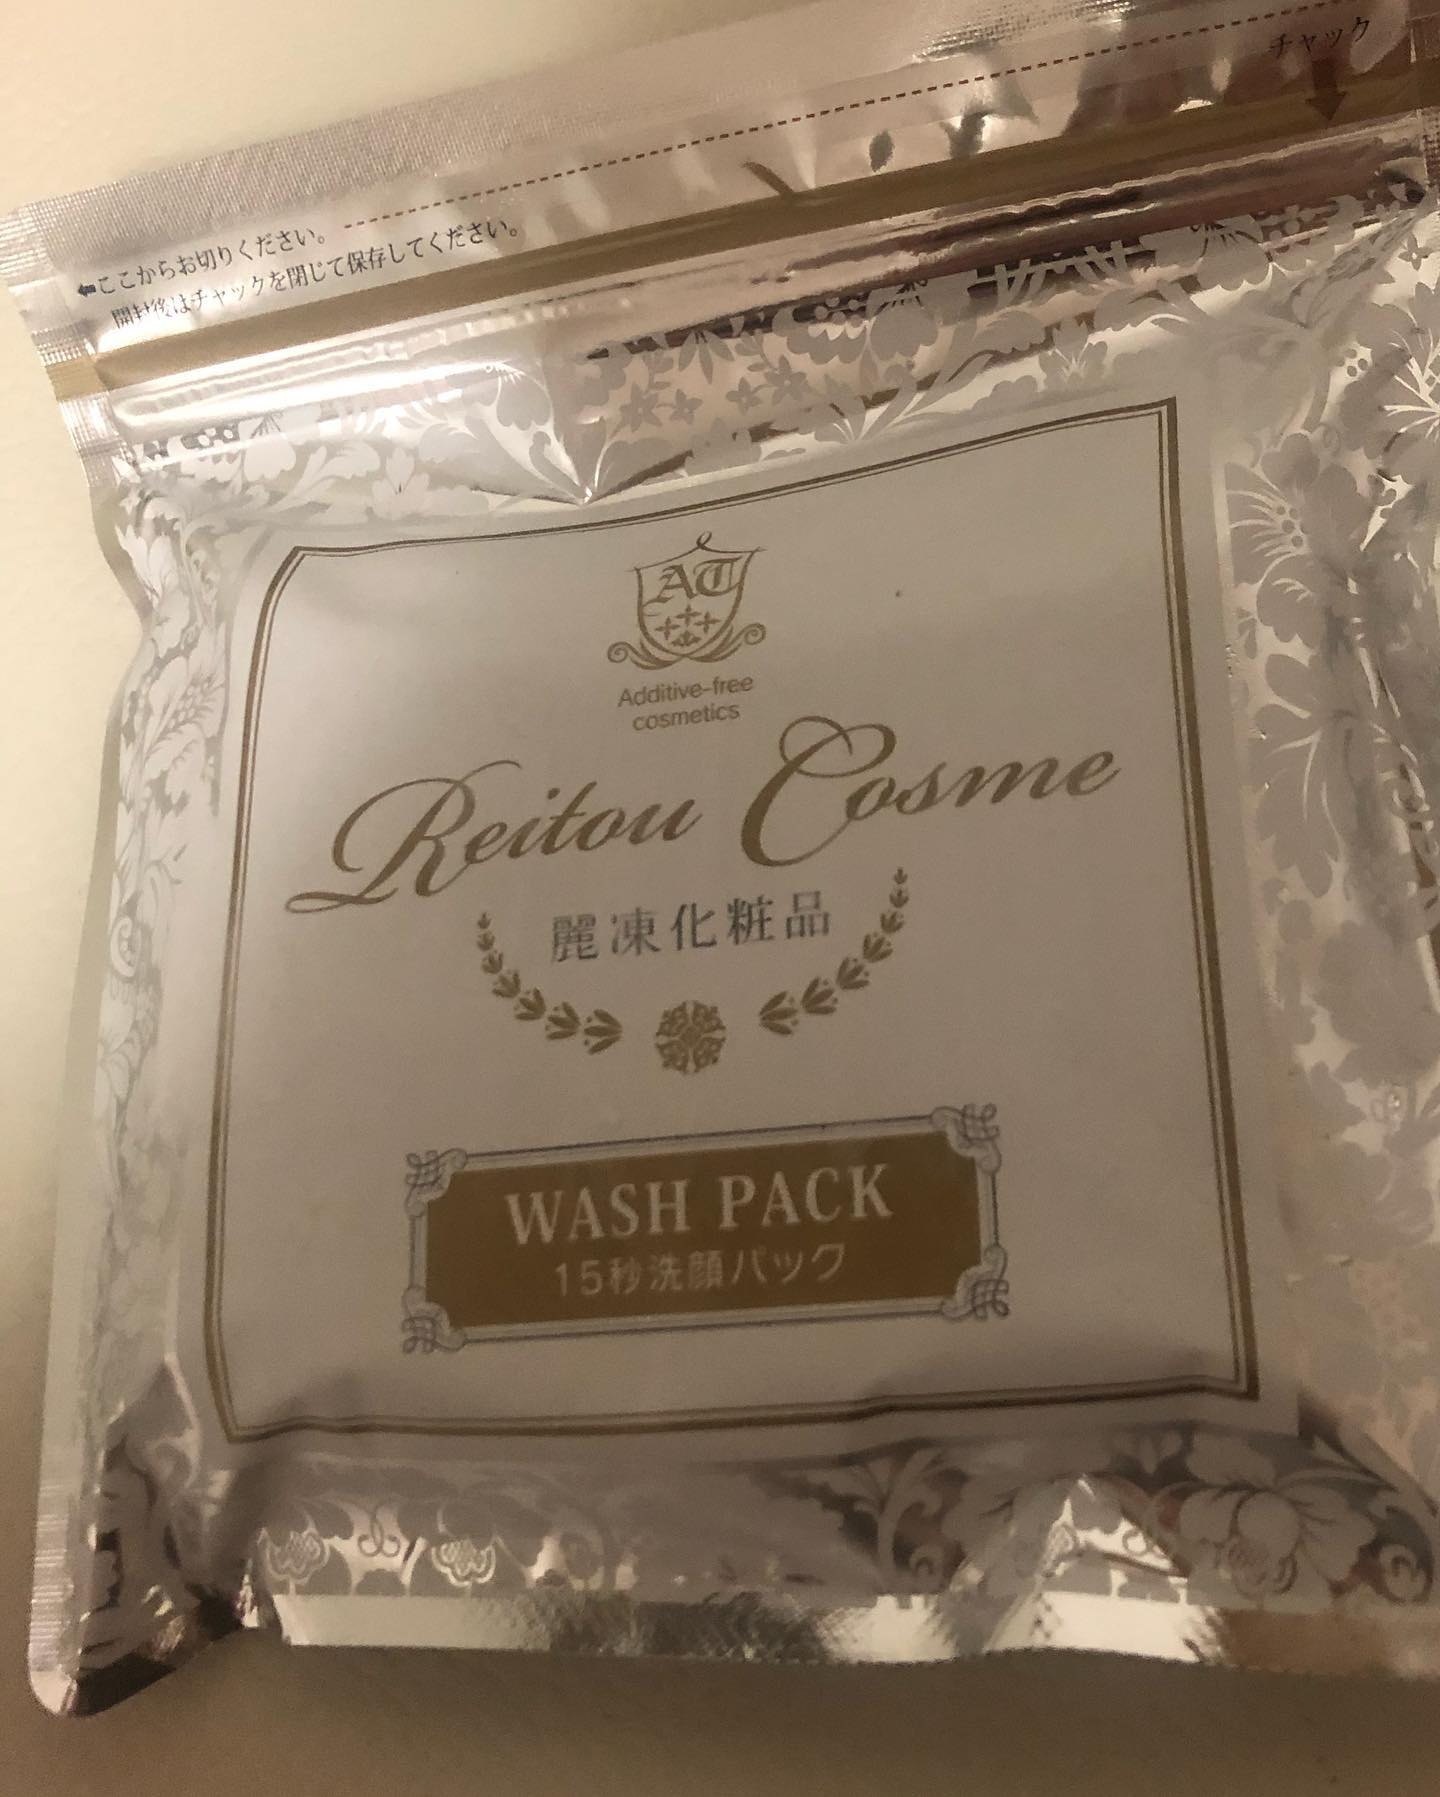 チャック
←ここからお切りください。
開封後はチャックを閉じて保存してください。
AT
Additive-free
cosmetics
Reitou Cosme
麗凍化粧品
WASH PACK
15秒洗顔パック